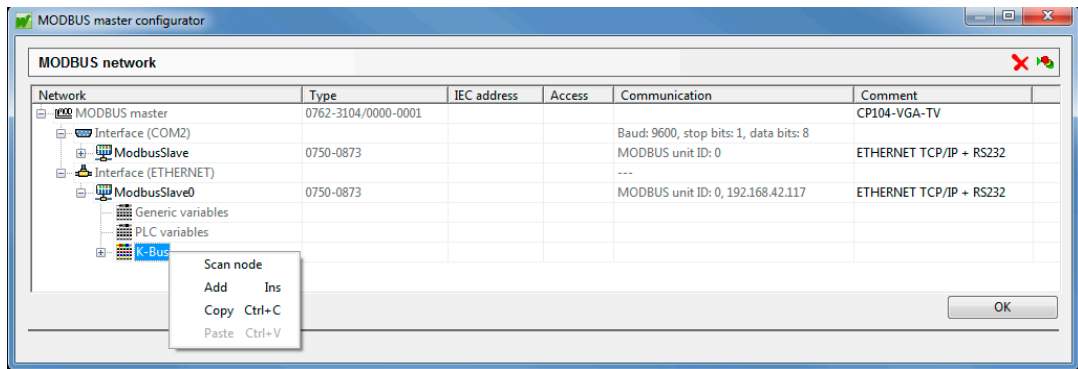 MODBUS master configurator
MODBUS network
Network Type IEC address Access Communication Comment
MODBUS master 0762-3104/0000-0001 CP104-VGA-TV
Interface (COM2) Baud: 9600, stop bits: 1, data bits: 8
ModbusSlave 0750-0873 MODBUS unit ID: 0 ETHERNET TCP/IP + RS232
Interface (ETHERNET) ---
ModbusSlave0 0750-0873 MODBUS unit ID: 0, 192.168.42.117 ETHERNET TCP/IP + RS232
Generic variables
PLC variables
K-Bus
Scan node
Add Ins
Copy Ctrl+C
Paste Ctrl+V
OK